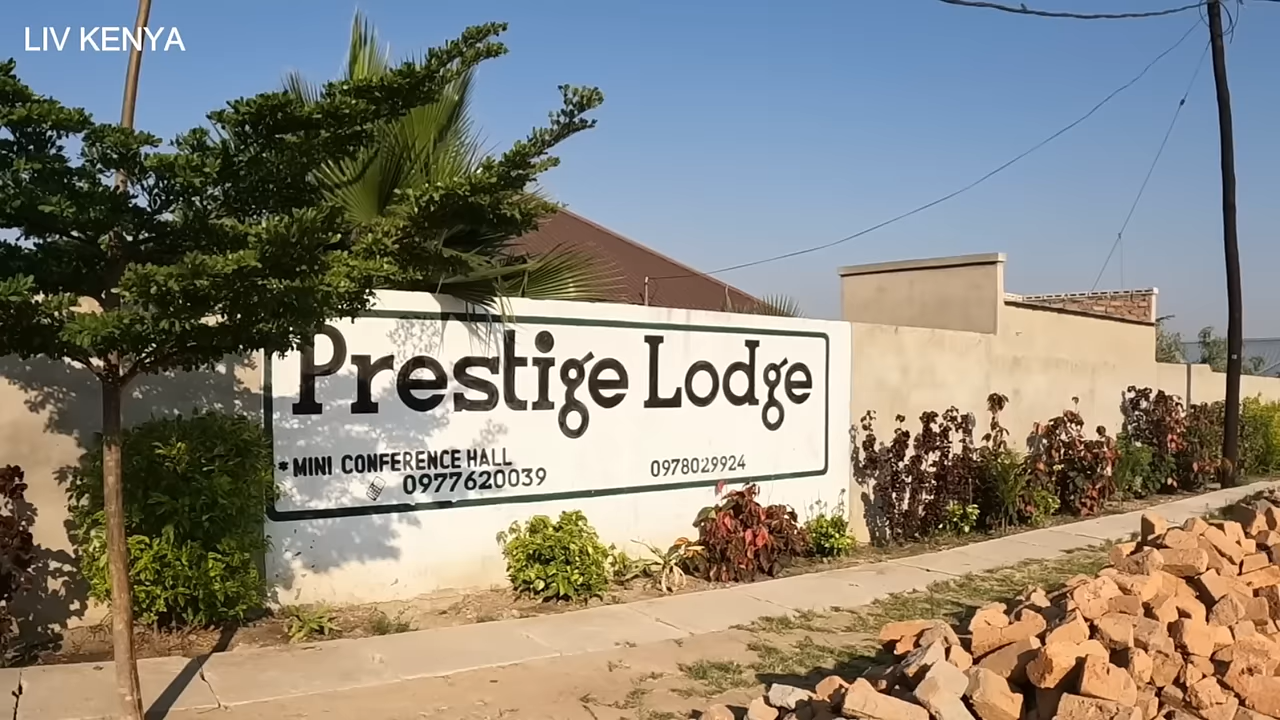 LIV KENYA
Prestige Lodge
* MINI CONFERENCE HALL
0977620039
0978029924